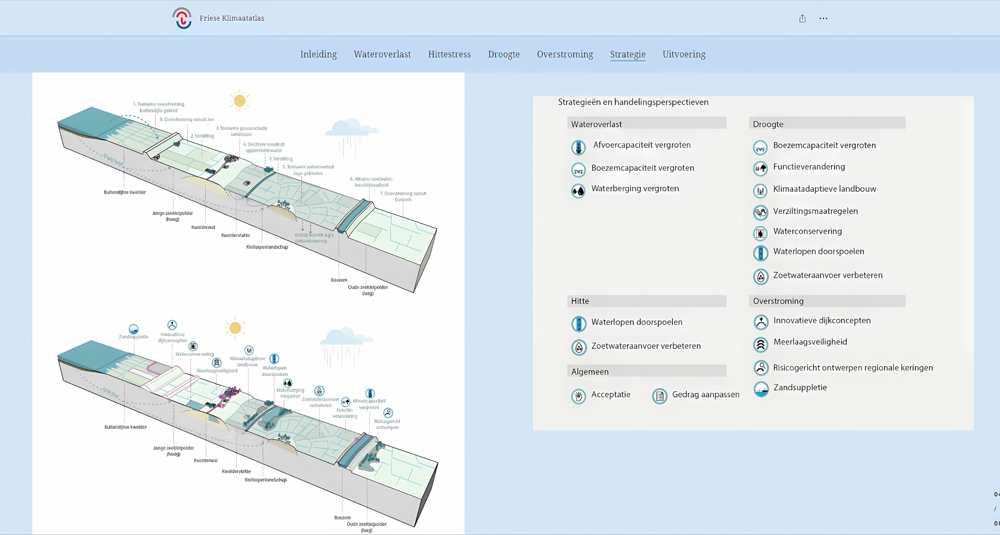 Friese Klimaatatlas
Inleiding Wateroverlast Hittestress Droogte Overstroming Strategie Uitvoering
1. Toename overstroming
buitendijks gebied
8. Overstroming vanuit zee
3. Toename gewasschade
landbouw
2. Verzilting
4. Slechtere kwaliteit
oppervlaktewater
2. Verzilting
5. Toename wateroverlast
lage gebieden
6. Afname zoetwater-
beschikbaarheid
7. Overstroming vanuit
boezem
Buitendijkse kwelder
Jonge zeekleipolder
(hoog)
Kwelderwal
Kweldervlakte
Kleiterpenlandschap
daling bodem a.g.v.
delfstofwinning
Boezem
Oude zeekleipolder
(laag)
Zandsuppletie
Innovatieve
dijkconcepten
Waterconservering
Meerlaagsveiligheid
Klimaatadaptieve
landbouw
Waterlopen
doorspoelen
Waterberging
vergroten
Zoetwateraanvoer
verbeteren
Functie-
verandering
Afvoercapaciteit
vergroten
Risicogericht
ontwerpen
Buitendijkse kwelder
Jonge zeekleipolder
(hoog)
Kwelderwal
Kweldervlakte
Kleiterpenlandschap
Boezem
Oude zeekleipolder
(laag)
Strategieën en handelingsperspectieven
Wateroverlast
Afvoercapaciteit vergroten
Boezemcapaciteit vergroten
Waterberging vergroten
Droogte
Boezemcapaciteit vergroten
Functieverandering
Klimaatadaptieve landbouw
Verziltingsmaatregelen
Waterconservering
Waterlopen doorspoelen
Zoetwateraanvoer verbeteren
Hitte
Waterlopen doorspoelen
Zoetwateraanvoer verbeteren
Algemeen
Acceptatie Gedrag aanpassen
Overstroming
Innovatieve dijkconcepten
Meerlaagsveiligheid
Risicogericht ontwerpen regionale keringen
Zandsuppletie
/